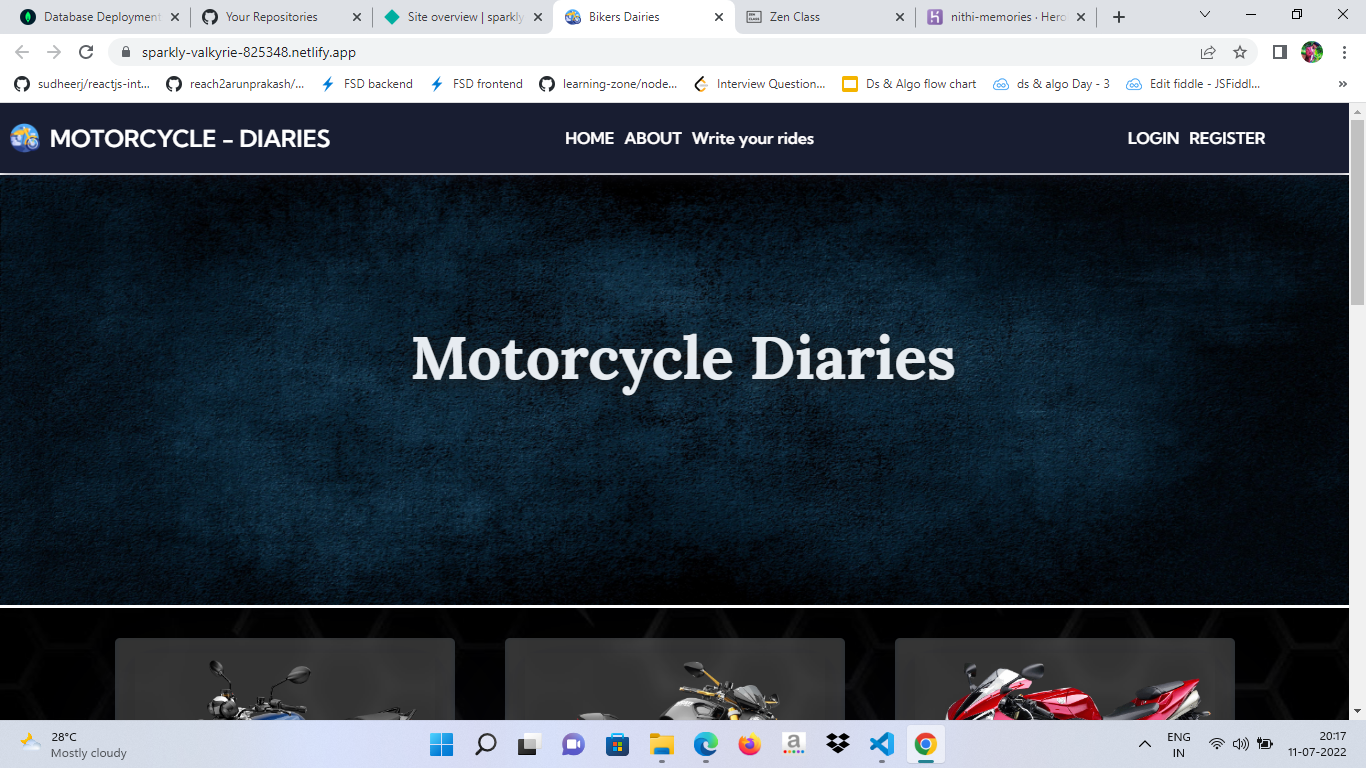 Database Deployment
Your Repositories
Site overview | sparkly
Bikers Dairies
Zen Class
nithi-memories · Hero
sparkly-valkyrie-825348.netlify.app
sudheerj/reactjs-int...
reach2arunprakash/...
FSD backend
FSD frontend
learning-zone/node...
Interview Question...
Ds & Algo flow chart
ds & algo Day - 3
Edit fiddle - JSFiddl...
»
MOTORCYCLE - DIARIES
HOME ABOUT Write your rides
LOGIN REGISTER
Motorcycle Diaries
28°C
Mostly cloudy
ENG
IN
20:17
11-07-2022